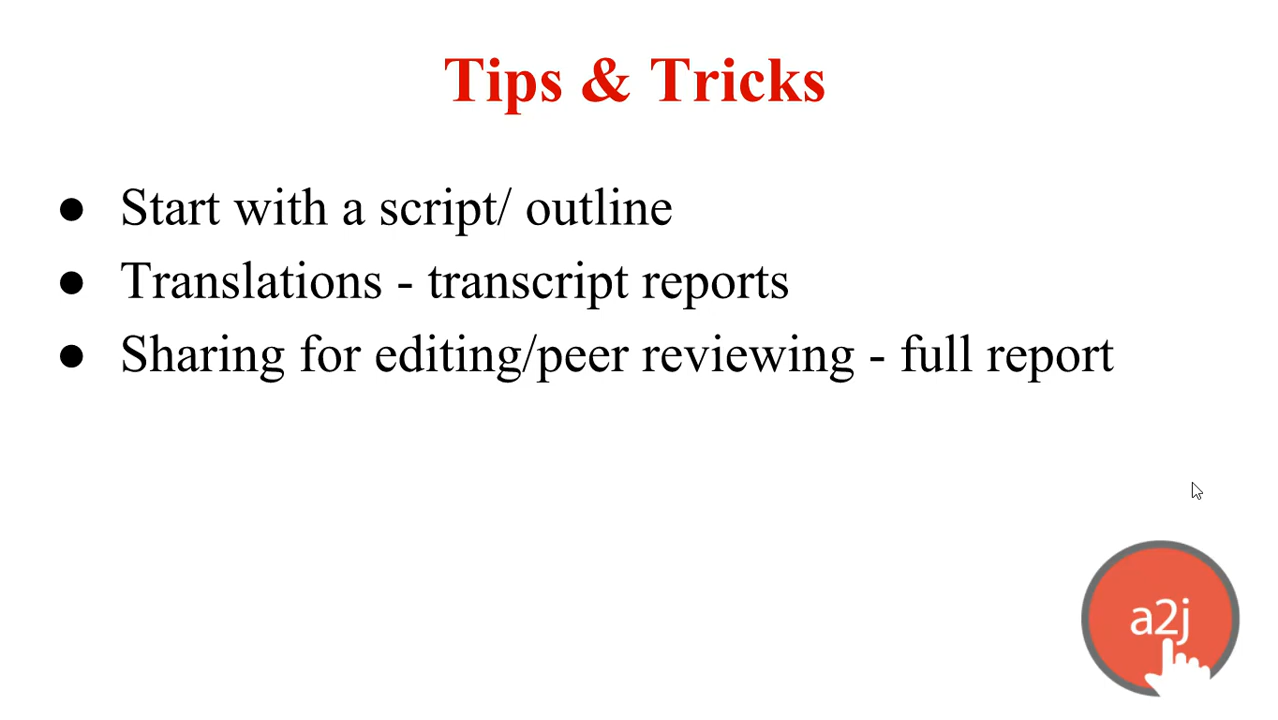 Tips & Tricks
● Start with a script/ outline
● Translations - transcript reports
● Sharing for editing/peer reviewing - full report
a2j